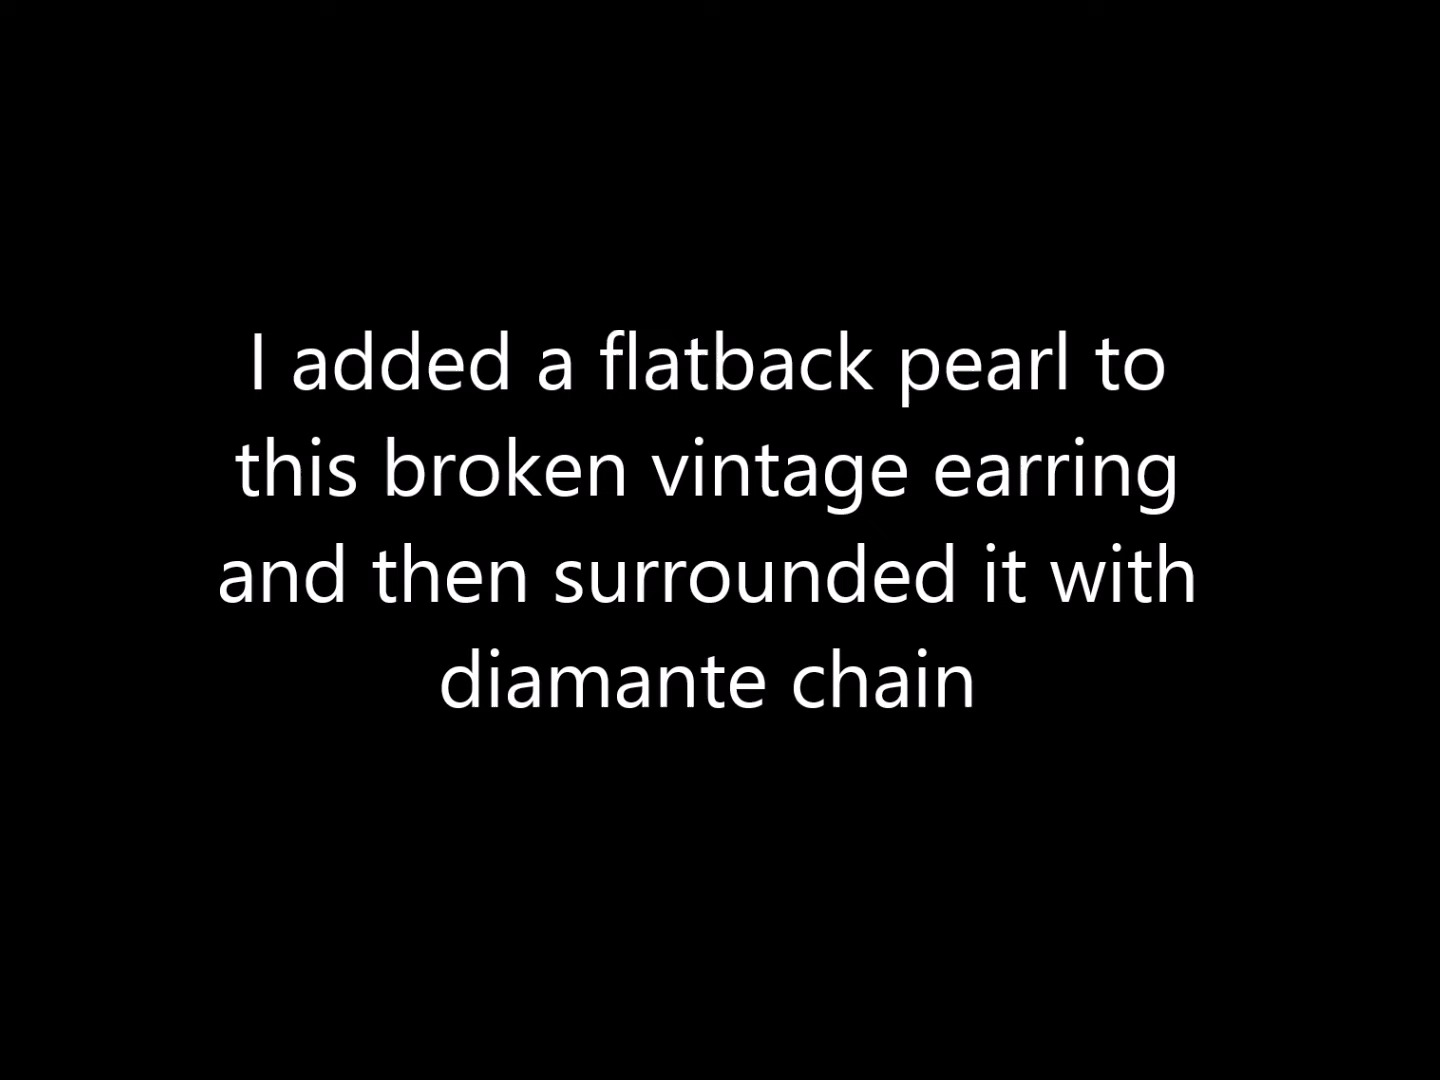 I added a flatback pearl to
this broken vintage earring
and then surrounded it with
diamante chain